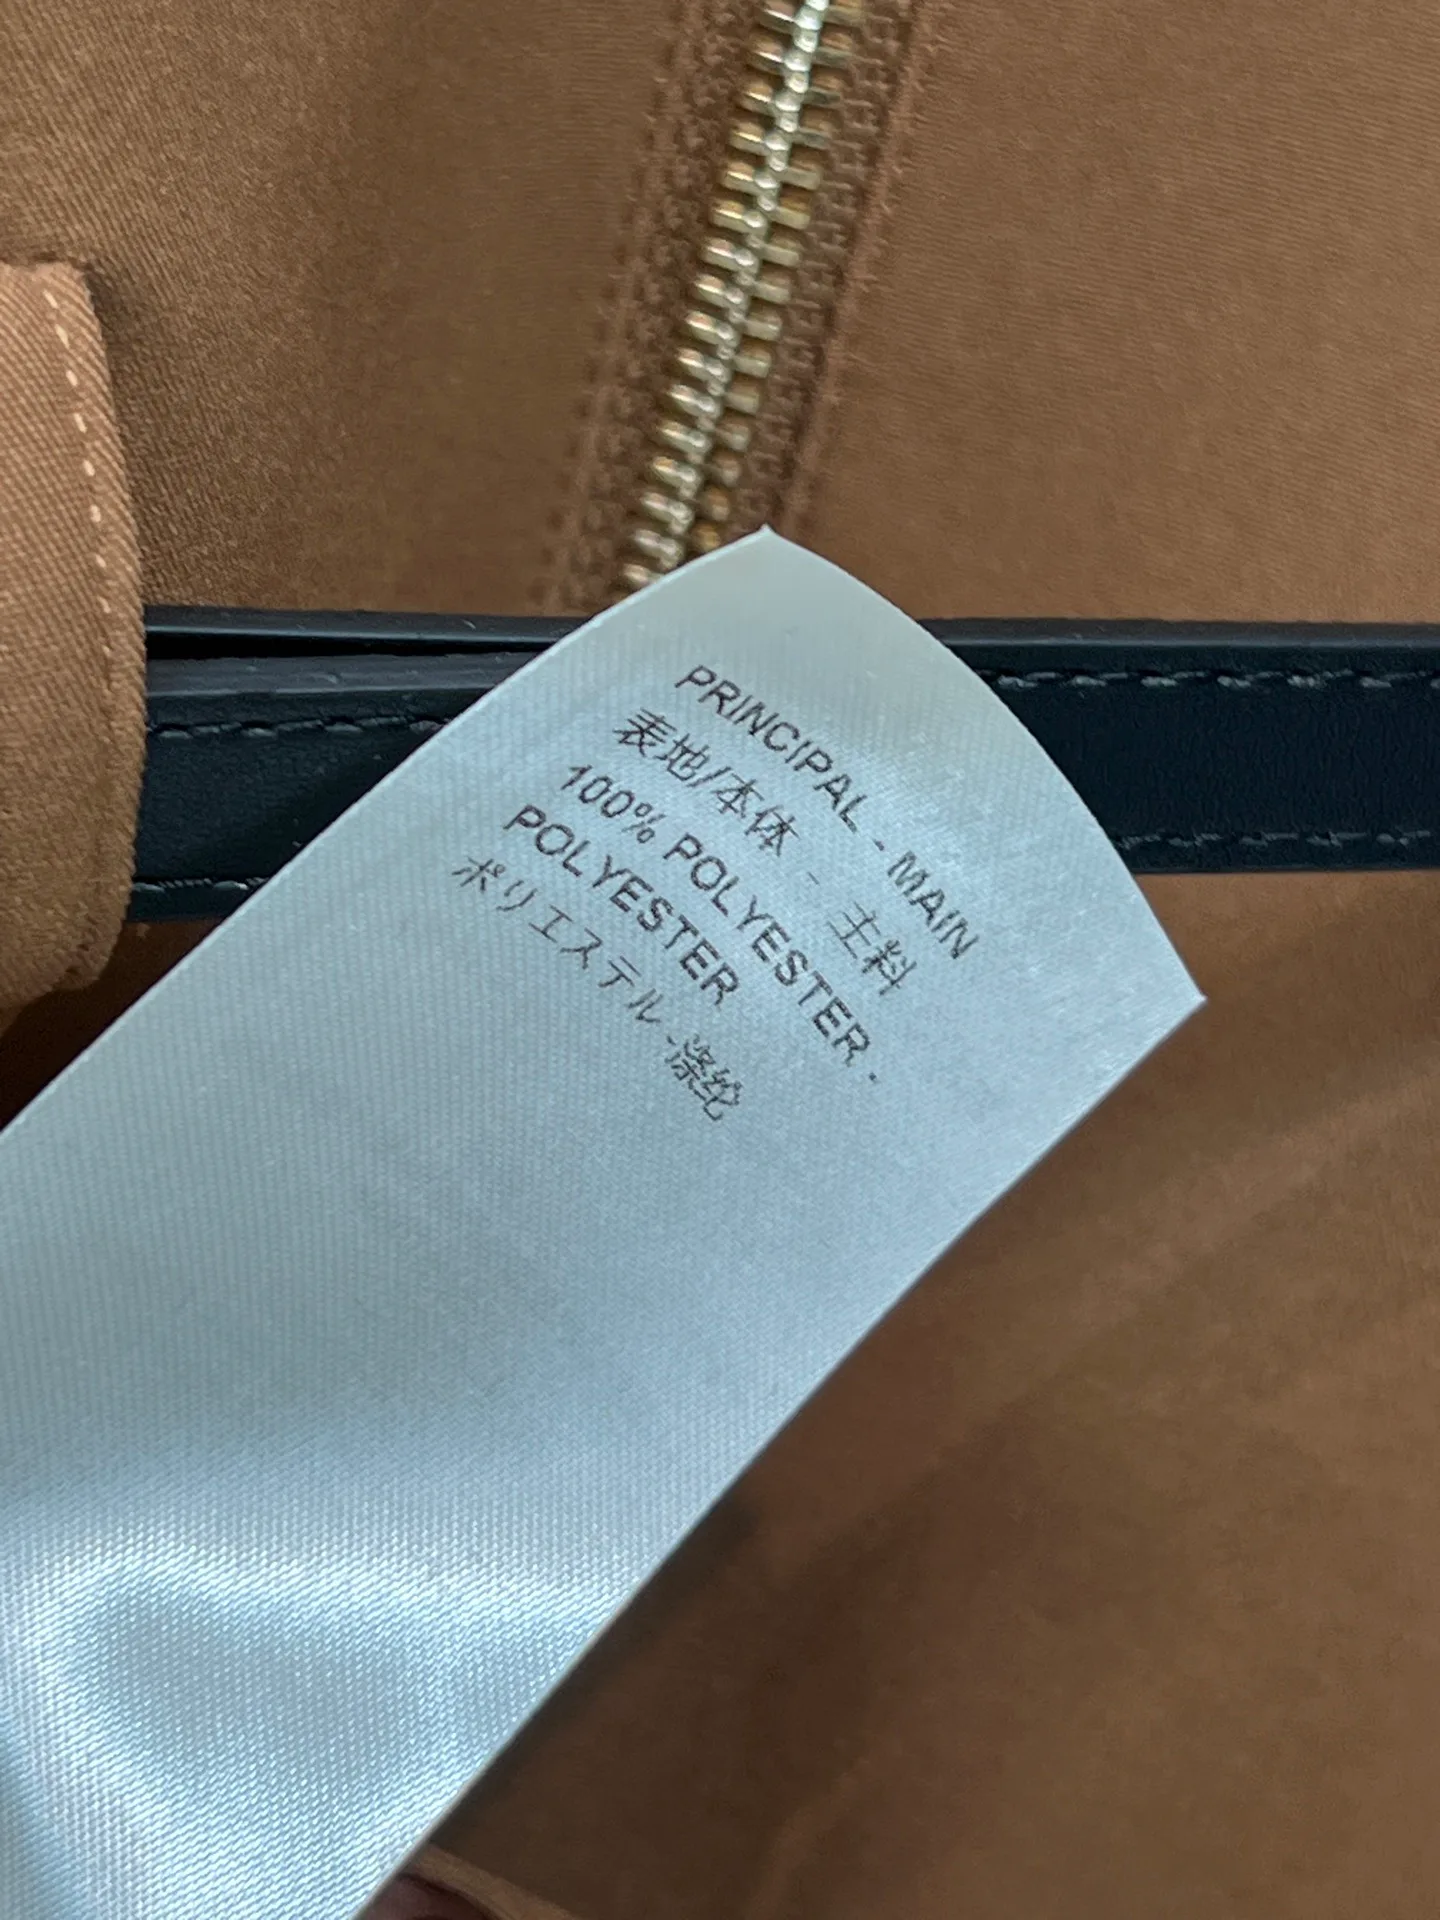 PRINCIPAL - MAIN
表地/本体 - 主料
100% POLYESTER -
POLYESTER
ポリエステル -涤纶